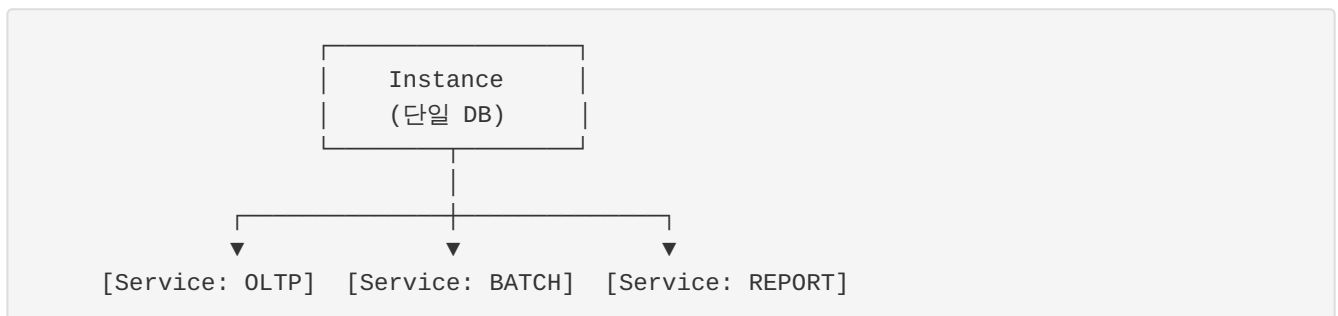 Instance
(단일 DB)
[Service: OLTP] [Service: BATCH] [Service: REPORT]